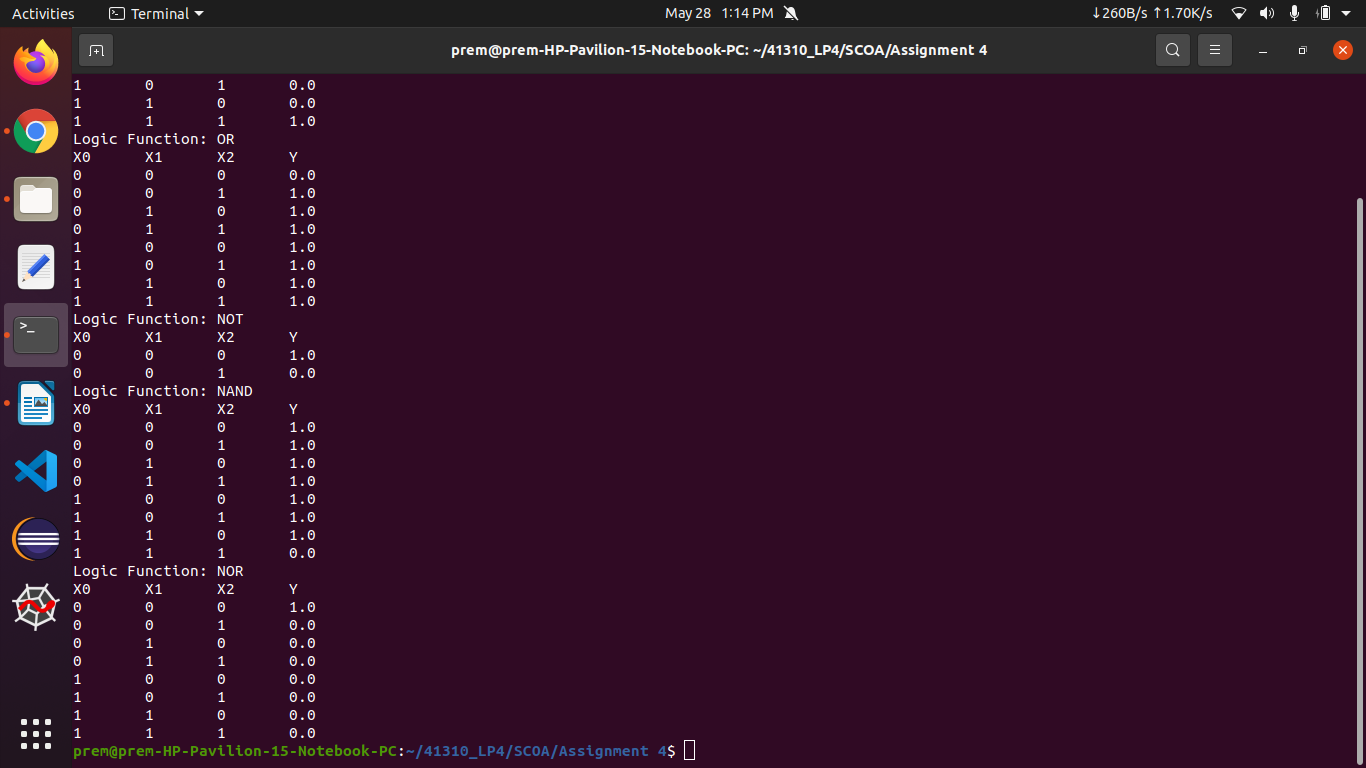 Activities Terminal May 28 1:14 PM ↓260B/s ↑1.70K/s
prem@prem-HP-Pavilion-15-Notebook-PC: ~/41310_LP4/SCOA/Assignment 4
1 0 1 0.0
1 1 0 0.0
1 1 1 1.0
Logic Function: OR
X0 X1 X2 Y
0 0 0 0.0
0 0 1 1.0
0 1 0 1.0
0 1 1 1.0
1 0 0 1.0
1 0 1 1.0
1 1 0 1.0
1 1 1 1.0
Logic Function: NOT
X0 X1 X2 Y
0 0 0 1.0
0 0 1 0.0
Logic Function: NAND
X0 X1 X2 Y
0 0 0 1.0
0 0 1 1.0
0 1 0 1.0
0 1 1 1.0
1 0 0 1.0
1 0 1 1.0
1 1 0 1.0
1 1 1 0.0
Logic Function: NOR
X0 X1 X2 Y
0 0 0 1.0
0 0 1 0.0
0 1 0 0.0
0 1 1 0.0
1 0 0 0.0
1 0 1 0.0
1 1 0 0.0
1 1 1 0.0
prem@prem-HP-Pavilion-15-Notebook-PC:~/41310_LP4/SCOA/Assignment 4$